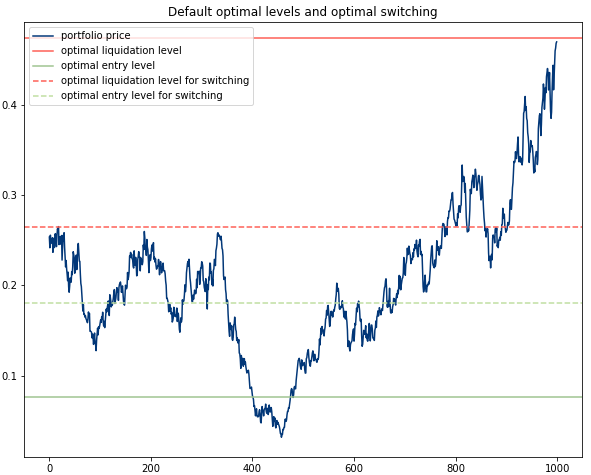 Default optimal levels and optimal switching
portfolio price
optimal liquidation level
optimal entry level
optimal liquidation level for switching
optimal entry level for switching
0.4
0.3
0.2
0.1
0 200 400 600 800 1000